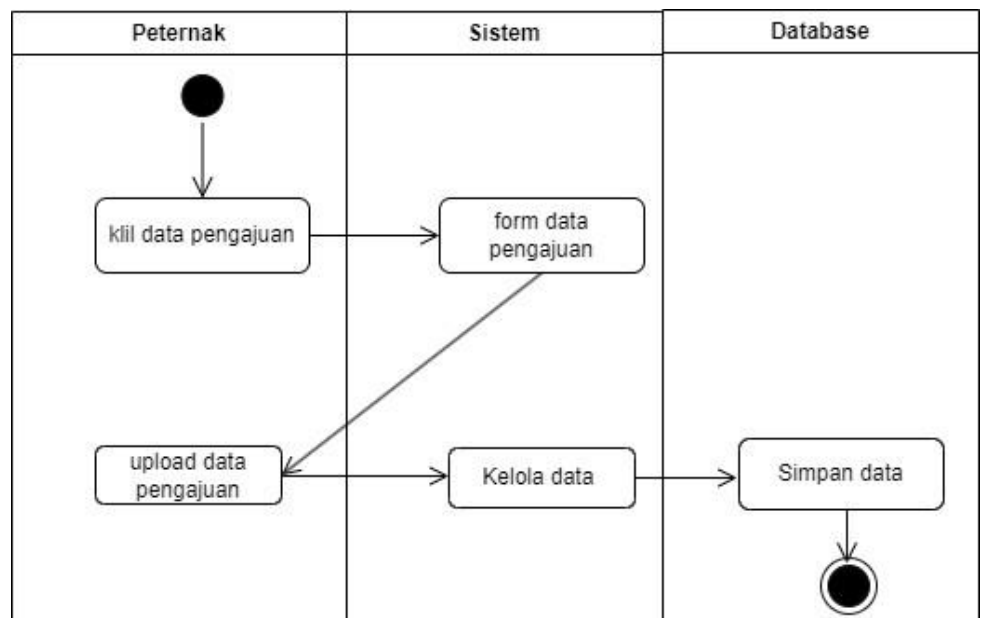 Peternak
Sistem
Database
klil data pengajuan
form data
pengajuan
upload data
pengajuan
Kelola data
Simpan data